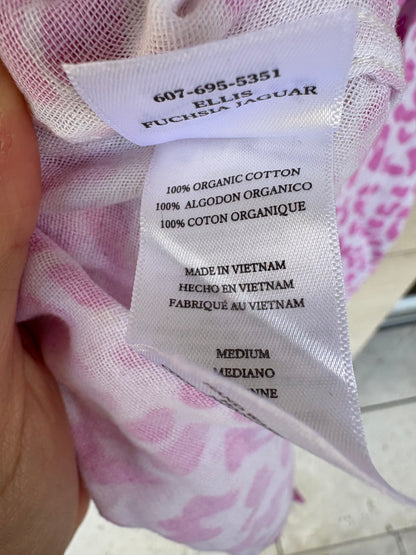 607-695-5351
ELLIS
FUCHSIA JAGUAR
100% ORGANIC COTTON
100% ALGODON ORGANICO
100% COTON ORGANIQUE
MADE IN VIETNAM
HECHO EN VIETNAM
FABRIQUÉ AU VIETNAM
MEDIUM
MEDIANO